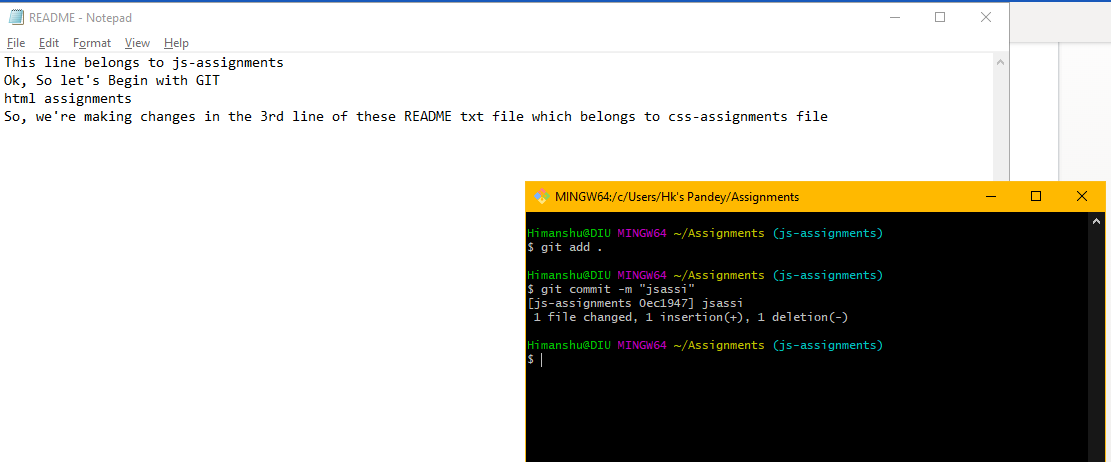 README - Notepad
File Edit Format View Help
This line belongs to js-assignments
Ok, So let's Begin with GIT
html assignments
So, we're making changes in the 3rd line of these README txt file which belongs to css-assignments file
MINGW64:/c/Users/Hk's Pandey/Assignments
Himanshu@DIU MINGW64 ~/Assignments (js-assignments)
$ git add .
Himanshu@DIU MINGW64 ~/Assignments (js-assignments)
$ git commit -m "jsassi"
[js-assignments 0ec1947] jsassi
1 file changed, 1 insertion(+), 1 deletion(-)
Himanshu@DIU MINGW64 ~/Assignments (js-assignments)
$